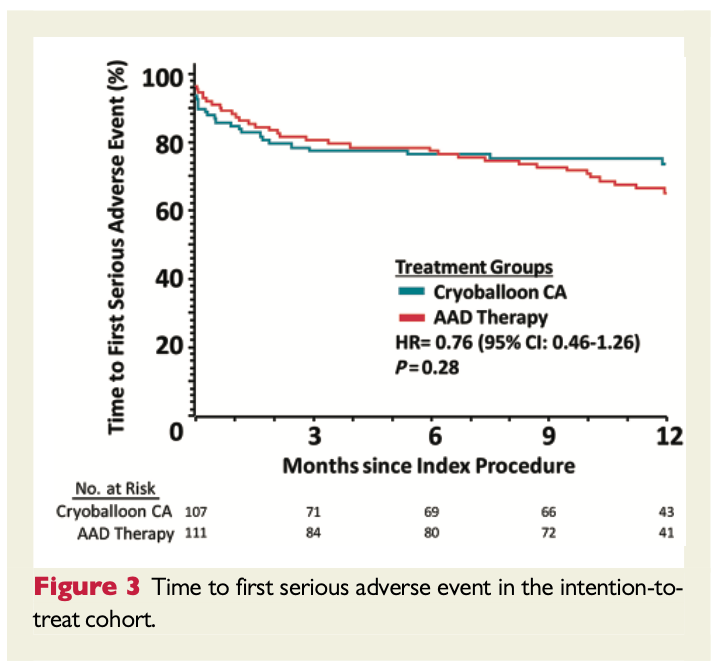 Time to First Serious Adverse Event (%)
100
80
60
40
20
0
Treatment Groups
Cryoballoon CA
AAD Therapy
HR= 0.76 (95% CI: 0.46-1.26)
P=0.28
3 6 9 12
Months since Index Procedure
No. at Risk
Cryoballoon CA 107 71 69 66 43
AAD Therapy 111 84 80 72 41
Figure 3 Time to first serious adverse event in the intention-to-
treat cohort.